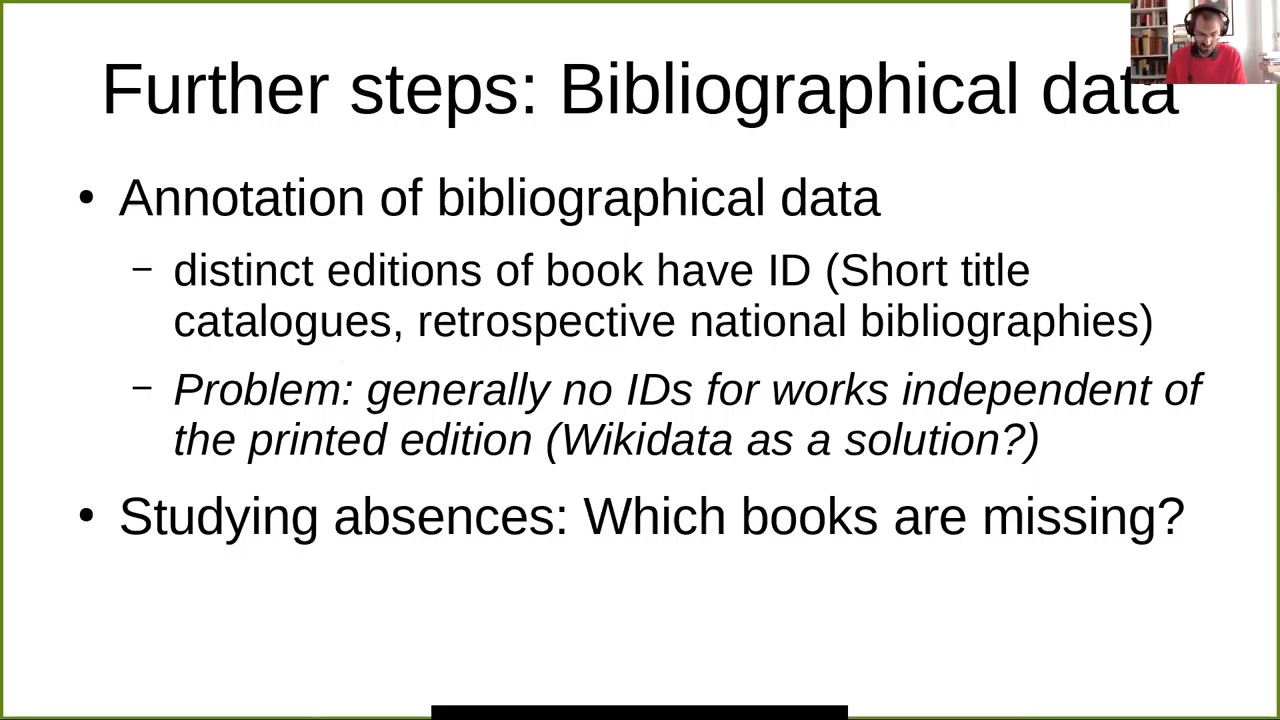 Further steps: Bibliographical data
• Annotation of bibliographical data
– distinct editions of book have ID (Short title
catalogues, retrospective national bibliographies)
– Problem: generally no IDs for works independent of
the printed edition (Wikidata as a solution?)
• Studying absences: Which books are missing?